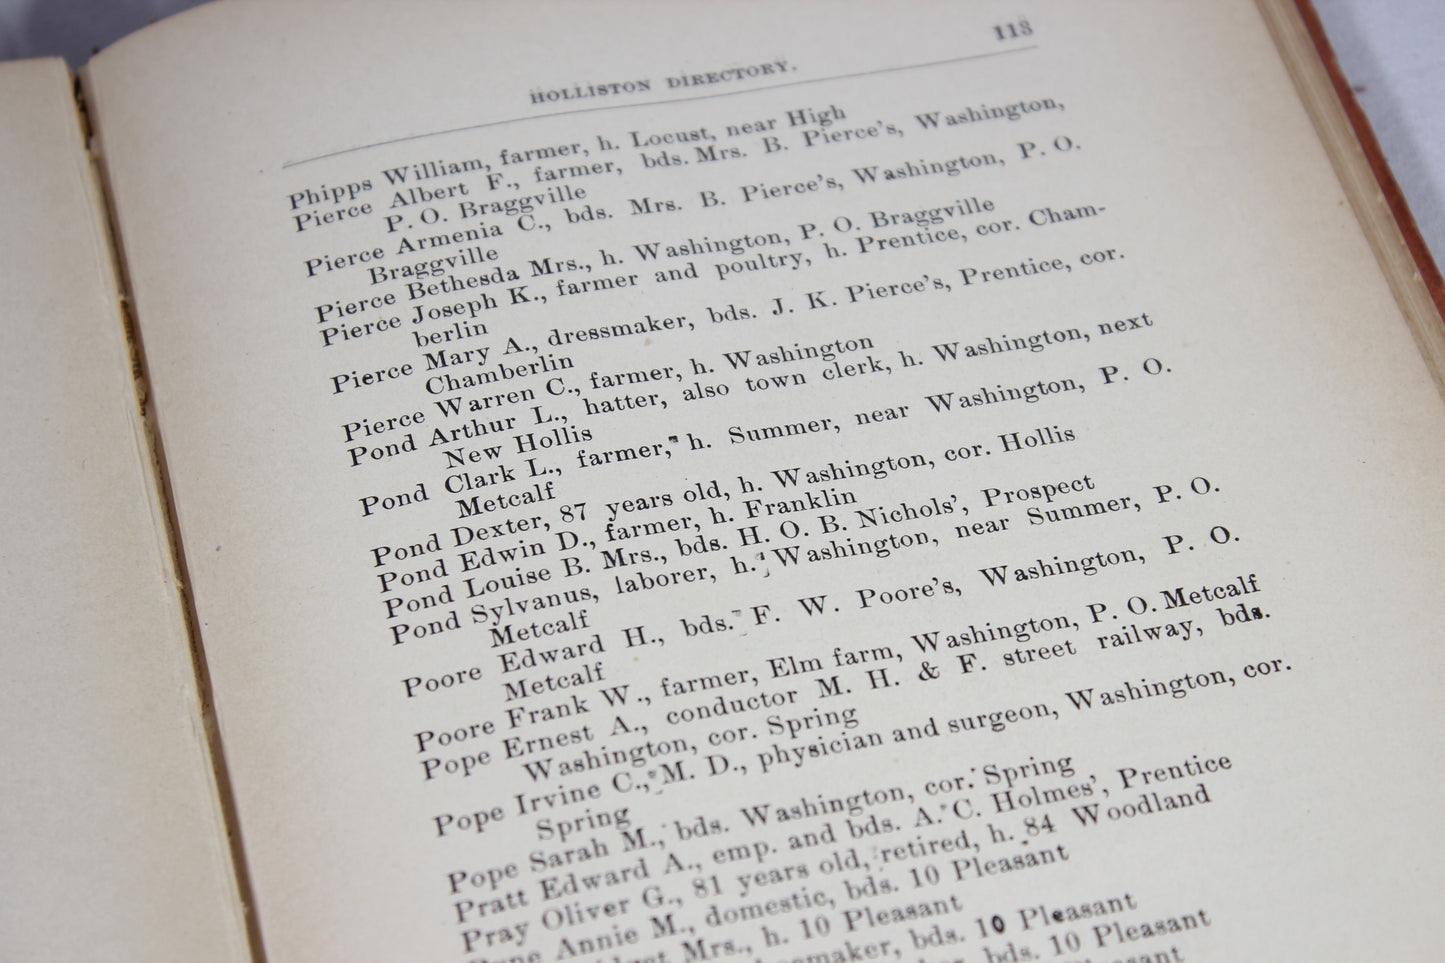 113
HOLLISTON DIRECTORY.
Phipps William, farmer, h. Locust, near High
Pierce Albert F., farmer, bds. Mrs. B. Pierce's, Washington,
P. O. Braggville
Pierce Armenia C., bds. Mrs. B. Pierce's, Washington, P. O.
Braggville
Pierce Bethesda Mrs., h. Washington, P. O. Braggville
Pierce Joseph K., farmer and poultry, h. Prentice, cor. Cham-
berlin
Pierce Mary A., dressmaker, bds. J. K. Pierce's, Prentice, cor.
Chamberlin
Pierce Warren C., farmer, h. Washington
Pond Arthur L., hatter, also town clerk, h. Washington, next
New Hollis
Pond Clark L., farmer, h. Summer, near Washington, P. O.
Metcalf
Pond Dexter, 87 years old, h. Washington, cor. Hollis
Pond Edwin D., farmer, h. Franklin
Pond Louise B. Mrs., bds. H. O. B. Nichols', Prospect
Pond Sylvanus, laborer, h. Washington, near Summer, P. O.
Metcalf
Poore Edward H., bds. F. W. Poore's, Washington, P. O.
Metcalf
Poore Frank W., farmer, Elm farm, Washington, P. O. Metcalf
Pope Ernest A., conductor M. H. & F. street railway, bds.
Washington, cor. Spring
Pope Irvine C., M. D., physician and surgeon, Washington, cor.
Spring
Pope Sarah M., bds. Washington, cor. Spring
Pratt Edward A., emp. and bds. A. C. Holmes', Prentice
Pray Oliver G., 81 years old, retired, h. 84 Woodland
Annie M., domestic, bds. 10 Pleasant
Mrs., h. 10 Pleasant
bds. 10 Pleasant
bds. 10 Pleasant